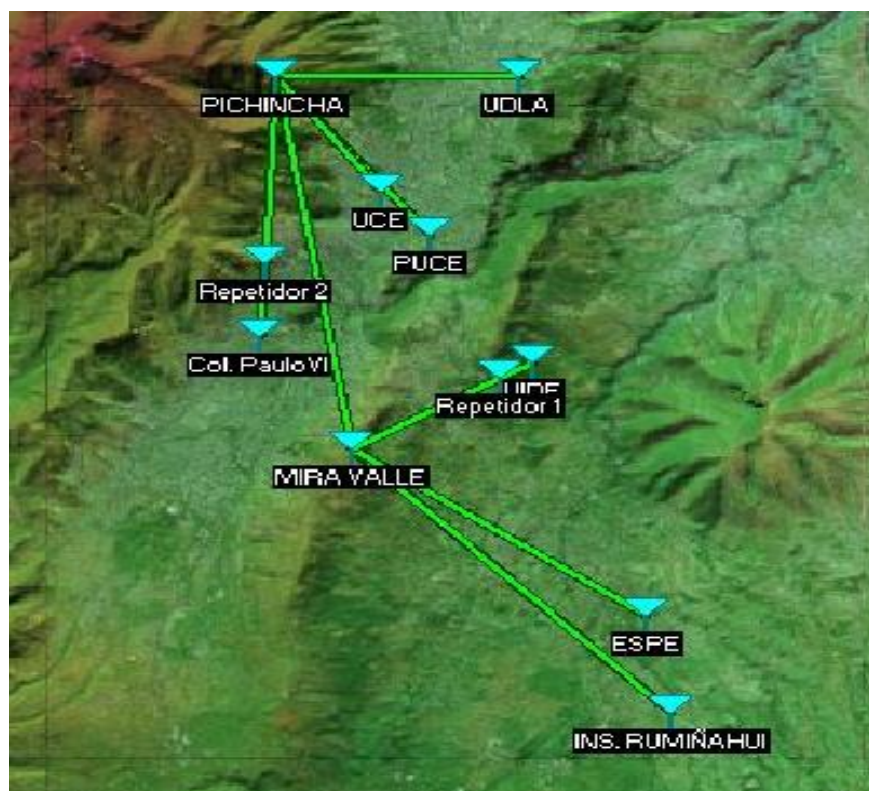 PICHINCHA
UDLA
UCE
PUCE
Repetidor 2
Col. Paulo VI
Repetidor 1
MIRA VALLE
ESPE
INS. RUMIÑAHUI